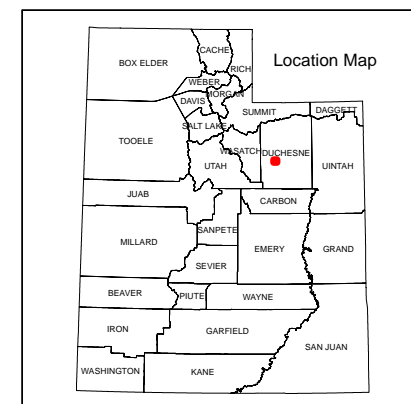 Location Map
BOX ELDER
CACHE
RICH
WEBER
MORGAN
DAVIS
SUMMIT
DAGGETT
SALT LAKE
TOOELE
WASATCH
DUCHESNE
UTAH
UINTAH
JUAB
CARBON
SANPETE
MILLARD
EMERY
GRAND
SEVIER
BEAVER
PIUTE
WAYNE
IRON
GARFIELD
SAN JUAN
WASHINGTON
KANE